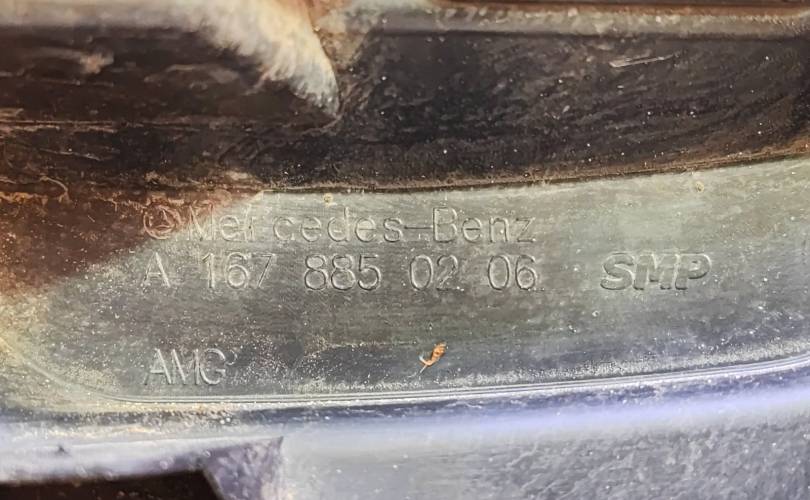 Mercedes-Benz
A 167 885 02 06 SMP
AMG